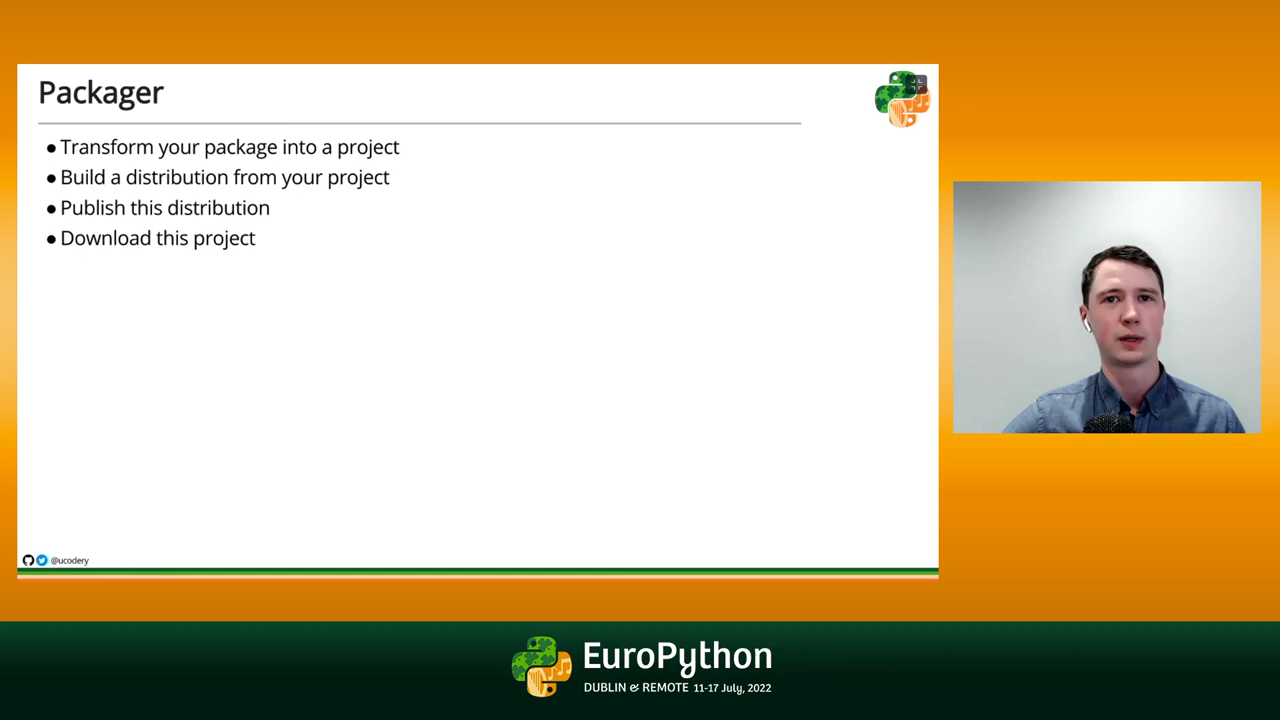 Packager
● Transform your package into a project
● Build a distribution from your project
● Publish this distribution
● Download this project
@ucodery
EuroPython
DUBLIN & REMOTE 11-17 July, 2022